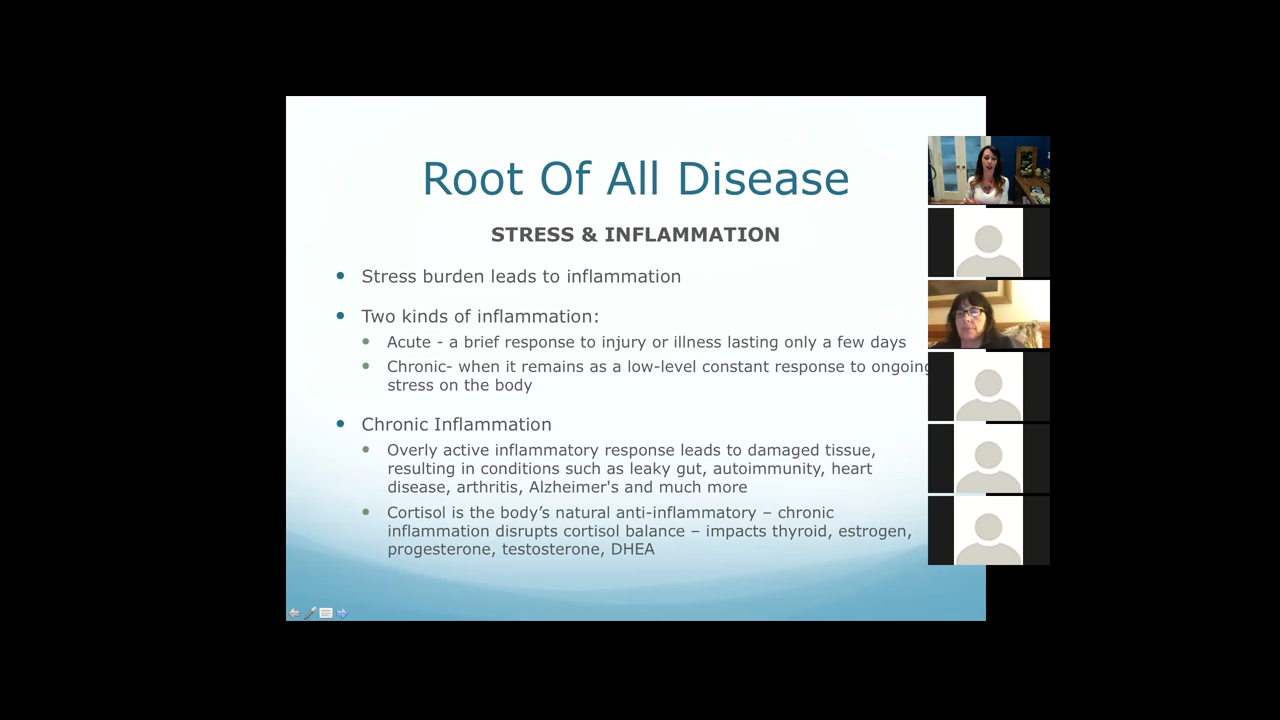 Root Of All Disease
STRESS & INFLAMMATION
Stress burden leads to inflammation
Two kinds of inflammation:
Acute - a brief response to injury or illness lasting only a few days
Chronic- when it remains as a low-level constant response to ongoing
stress on the body
Chronic Inflammation
Overly active inflammatory response leads to damaged tissue,
resulting in conditions such as leaky gut, autoimmunity, heart
disease, arthritis, Alzheimer's and much more
Cortisol is the body’s natural anti-inflammatory – chronic
inflammation disrupts cortisol balance – impacts thyroid, estrogen,
progesterone, testosterone, DHEA